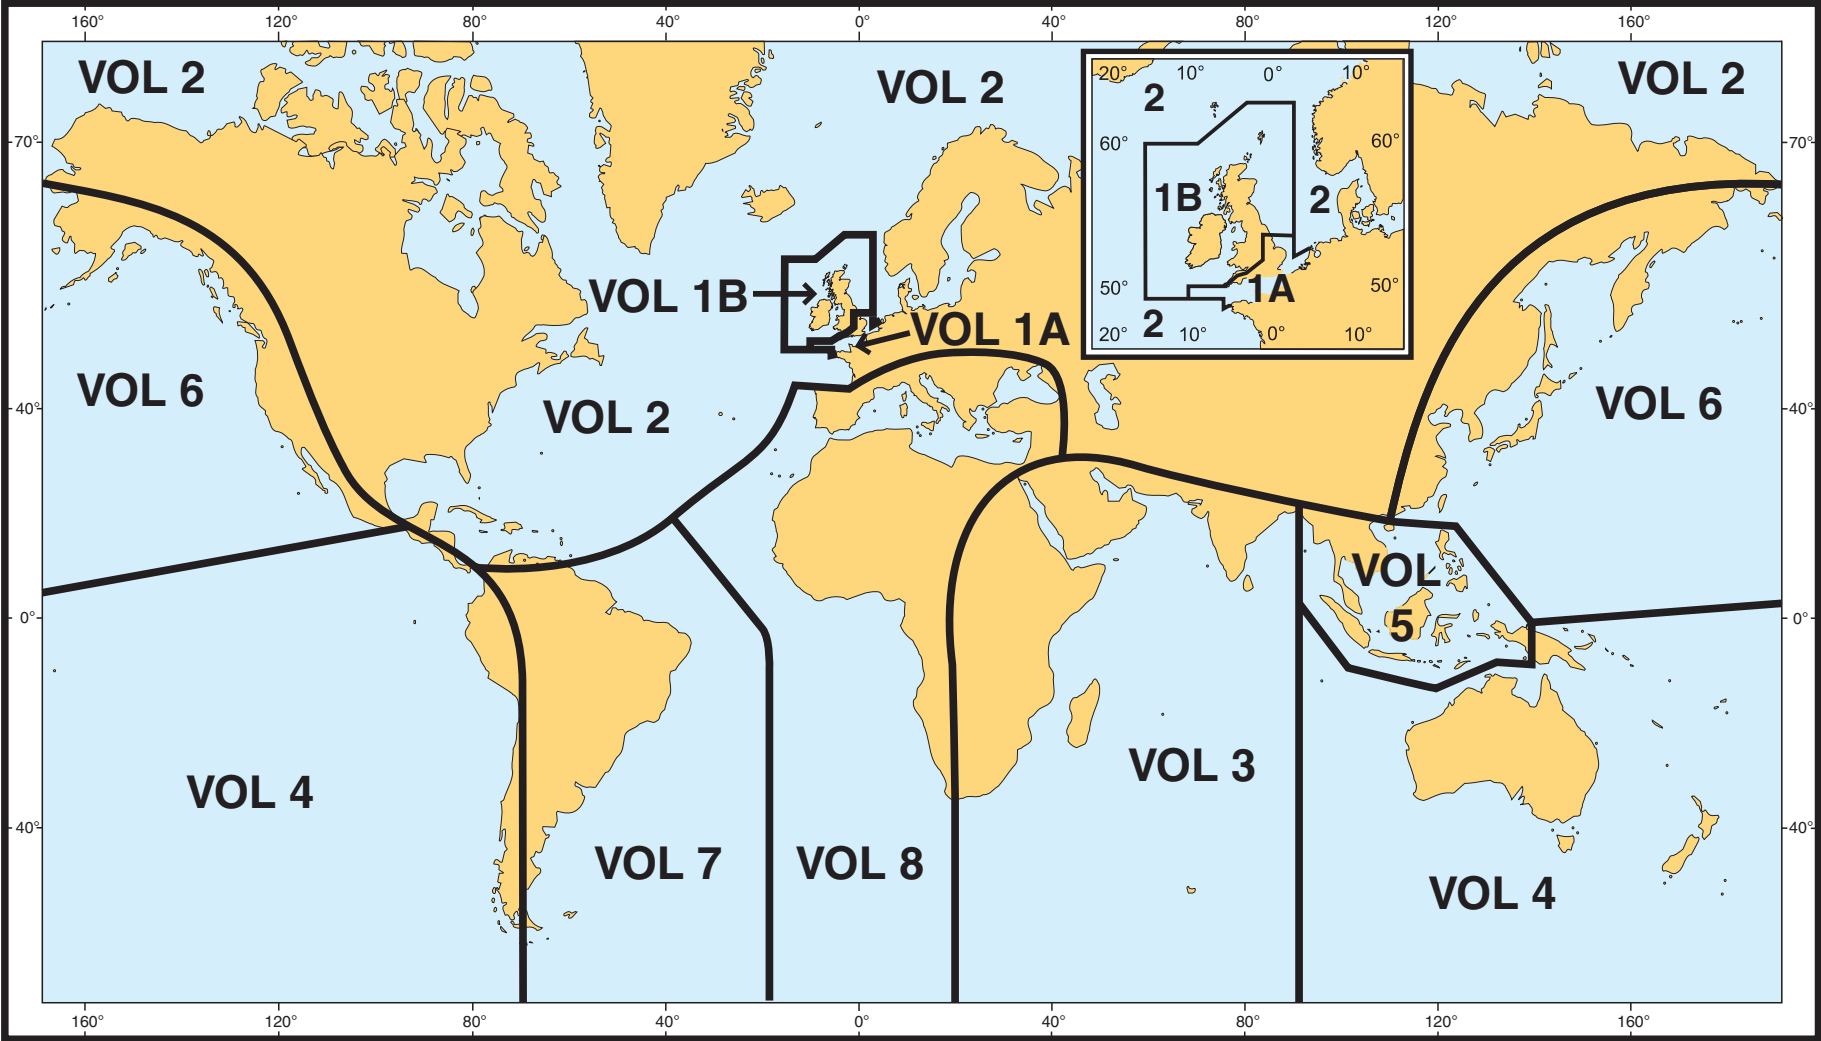 160° 120° 80° 40° 0° 40° 80° 120° 160°
VOL 2 VOL 2 VOL 2
20° 10° 0° 10°
2
70° 70°
60° 60°
1B 2
50° 1A 50°
2
20° 10° 0° 10°
VOL 1B
VOL 1A
VOL 6 VOL 2 VOL 6
40° 40°
VOL
5
0° 0°
VOL 3
VOL 4
40° 40°
VOL 7 VOL 8
VOL 4
160° 120° 80° 40° 0° 40° 80° 120° 160°